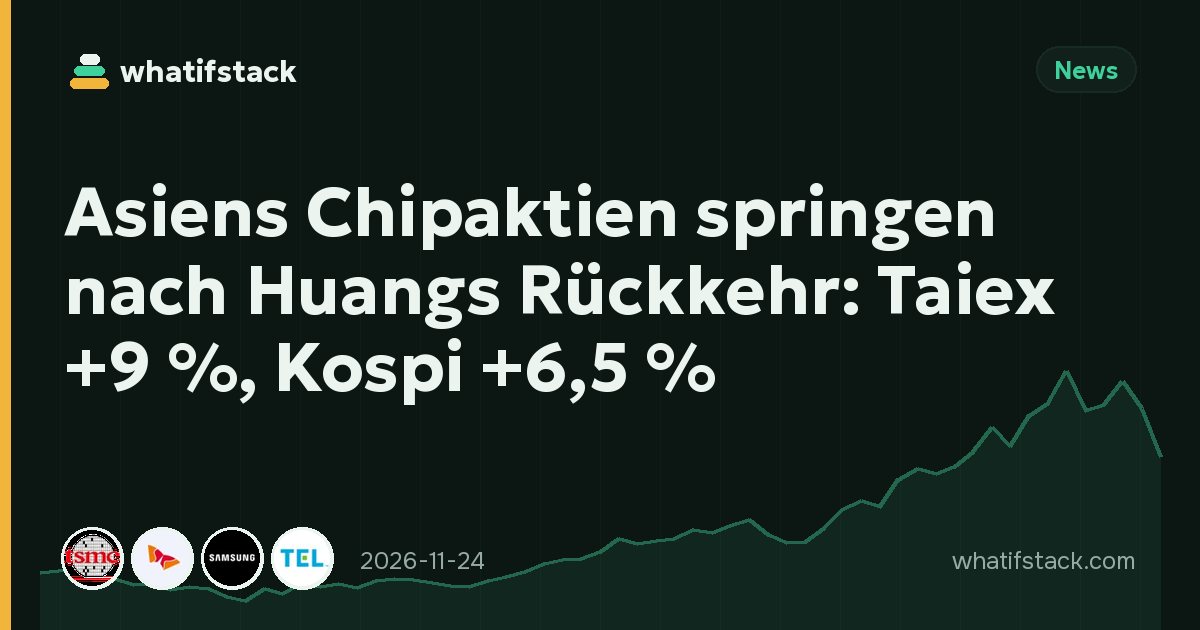 whatifstack
News
Asiens Chipaktien springen
nach Huangs Rückkehr: Taiex
+9 %, Kospi +6,5 %
tsmc
SAMSUNG
TEL
2026-11-24
whatifstack.com